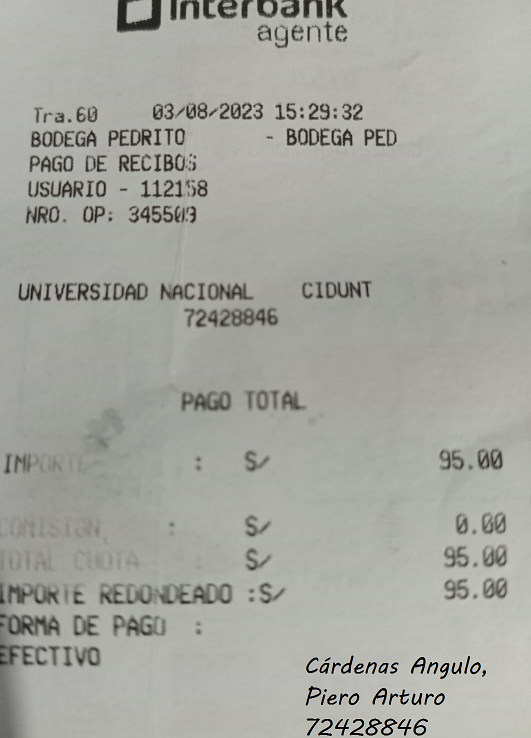 Interbank
agente
Tra.60 03/08/2023 15:29:32
BODEGA PEDRITO - BODEGA PED
PAGO DE RECIBOS
USUARIO - 112158
NRO. OP: 345509
UNIVERSIDAD NACIONAL CIDUNT
72428846
PAGO TOTAL
IMPORTE : S/ 95.00
COMISION : S/ 0.00
TOTAL CUOTA : S/ 95.00
IMPORTE REDONDEADO :S/ 95.00
FORMA DE PAGO :
EFECTIVO
Cárdenas Angulo,
Piero Arturo
72428846